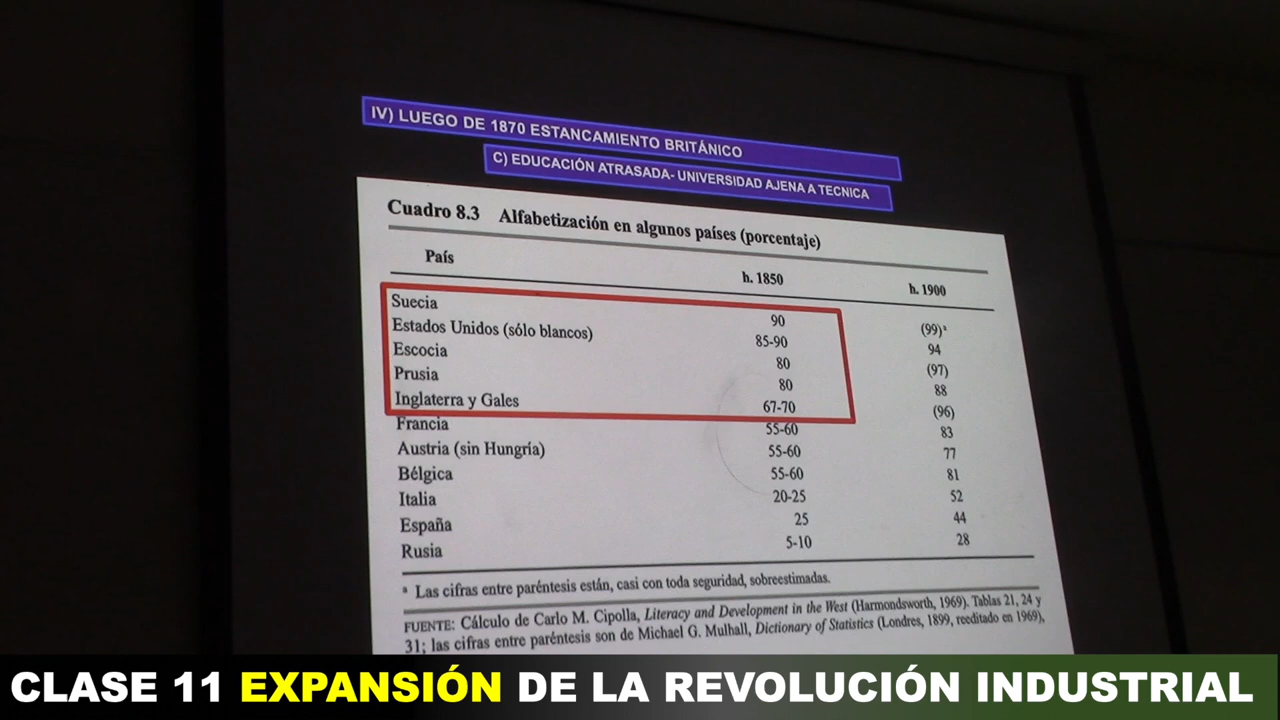 IV) LUEGO DE 1870 ESTANCAMIENTO BRITÁNICO
C) EDUCACIÓN ATRASADA- UNIVERSIDAD AJENA A TECNICA
Cuadro 8.3 Alfabetización en algunos países (porcentaje)
País h. 1850 h. 1900
Suecia 90 (99)ª
Estados Unidos (sólo blancos) 85-90 94
Escocia 80 (97)
Prusia 80 88
Inglaterra y Gales 67-70 (96)
Francia 55-60 83
Austria (sin Hungría) 55-60 77
Bélgica 55-60 81
Italia 20-25 52
España 25 44
Rusia 5-10 28
ª Las cifras entre paréntesis están, casi con toda seguridad, sobreestimadas.
FUENTE: Cálculo de Carlo M. Cipolla, Literacy and Development in the West (Harmondsworth, 1969). Tablas 21, 24 y
31; las cifras entre paréntesis son de Michael G. Mulhall, Dictionary of Statistics (Londres, 1899, reeditado en 1969),
CLASE 11 EXPANSIÓN DE LA REVOLUCIÓN INDUSTRIAL